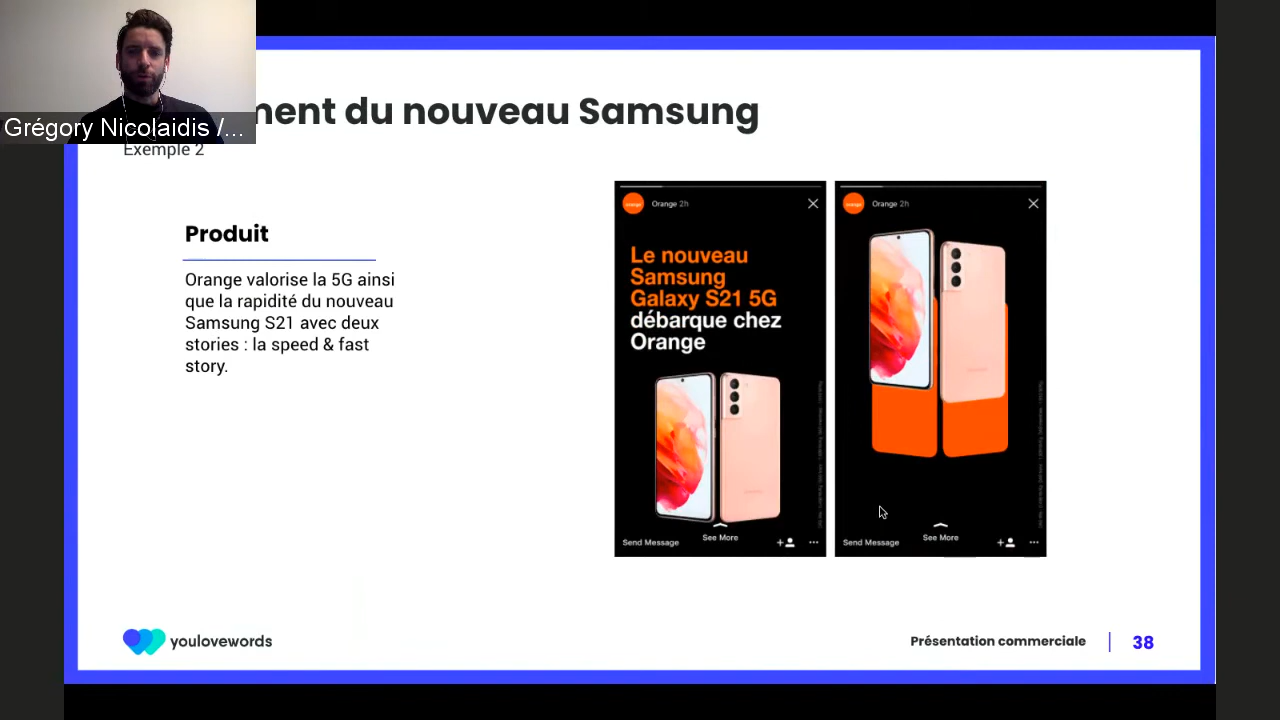 Grégory Nicolaidis /...
ment du nouveau Samsung
Exemple 2
Produit
Orange valorise la 5G ainsi
que la rapidité du nouveau
Samsung S21 avec deux
stories : la speed & fast
story.
Orange 2h
Le nouveau
Samsung
Galaxy S21 5G
débarque chez
Orange
Send Message
See More
Orange 2h
Send Message
See More
youlovewords
Présentation commerciale
38